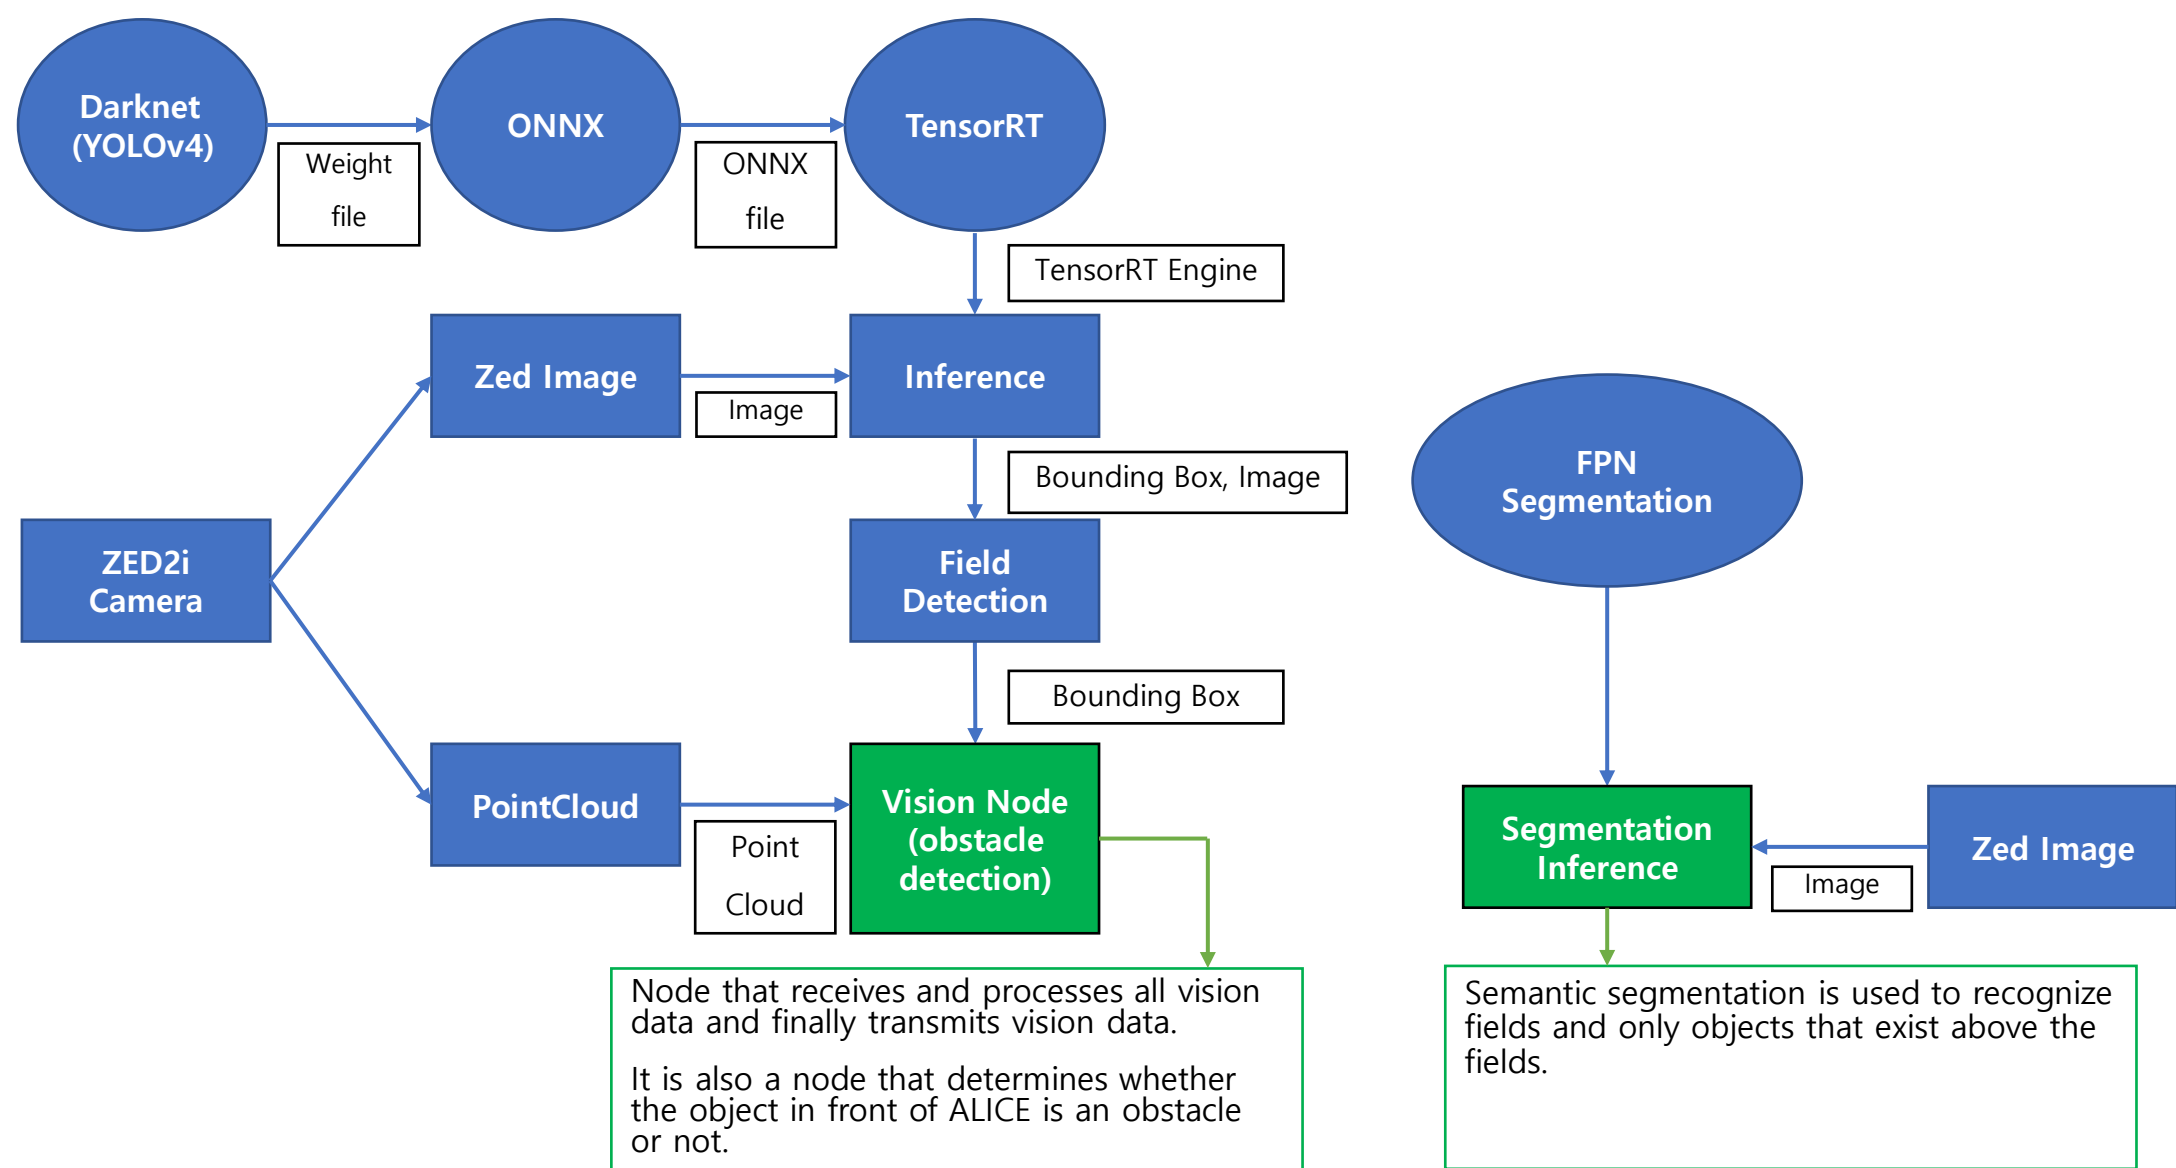 Darknet
(YOLOv4)
ONNX
TensorRT
Weight
file
ONNX
file
TensorRT Engine
Zed Image
Image
Inference
Bounding Box, Image
ZED2i
Camera
Field
Detection
Bounding Box
PointCloud
Point
Cloud
Vision Node
(obstacle
detection)
Node that receives and processes all vision
data and finally transmits vision data.
It is also a node that determines whether
the object in front of ALICE is an obstacle
or not.
FPN
Segmentation
Segmentation
Inference
Image
Zed Image
Semantic segmentation is used to recognize
fields and only objects that exist above the
fields.